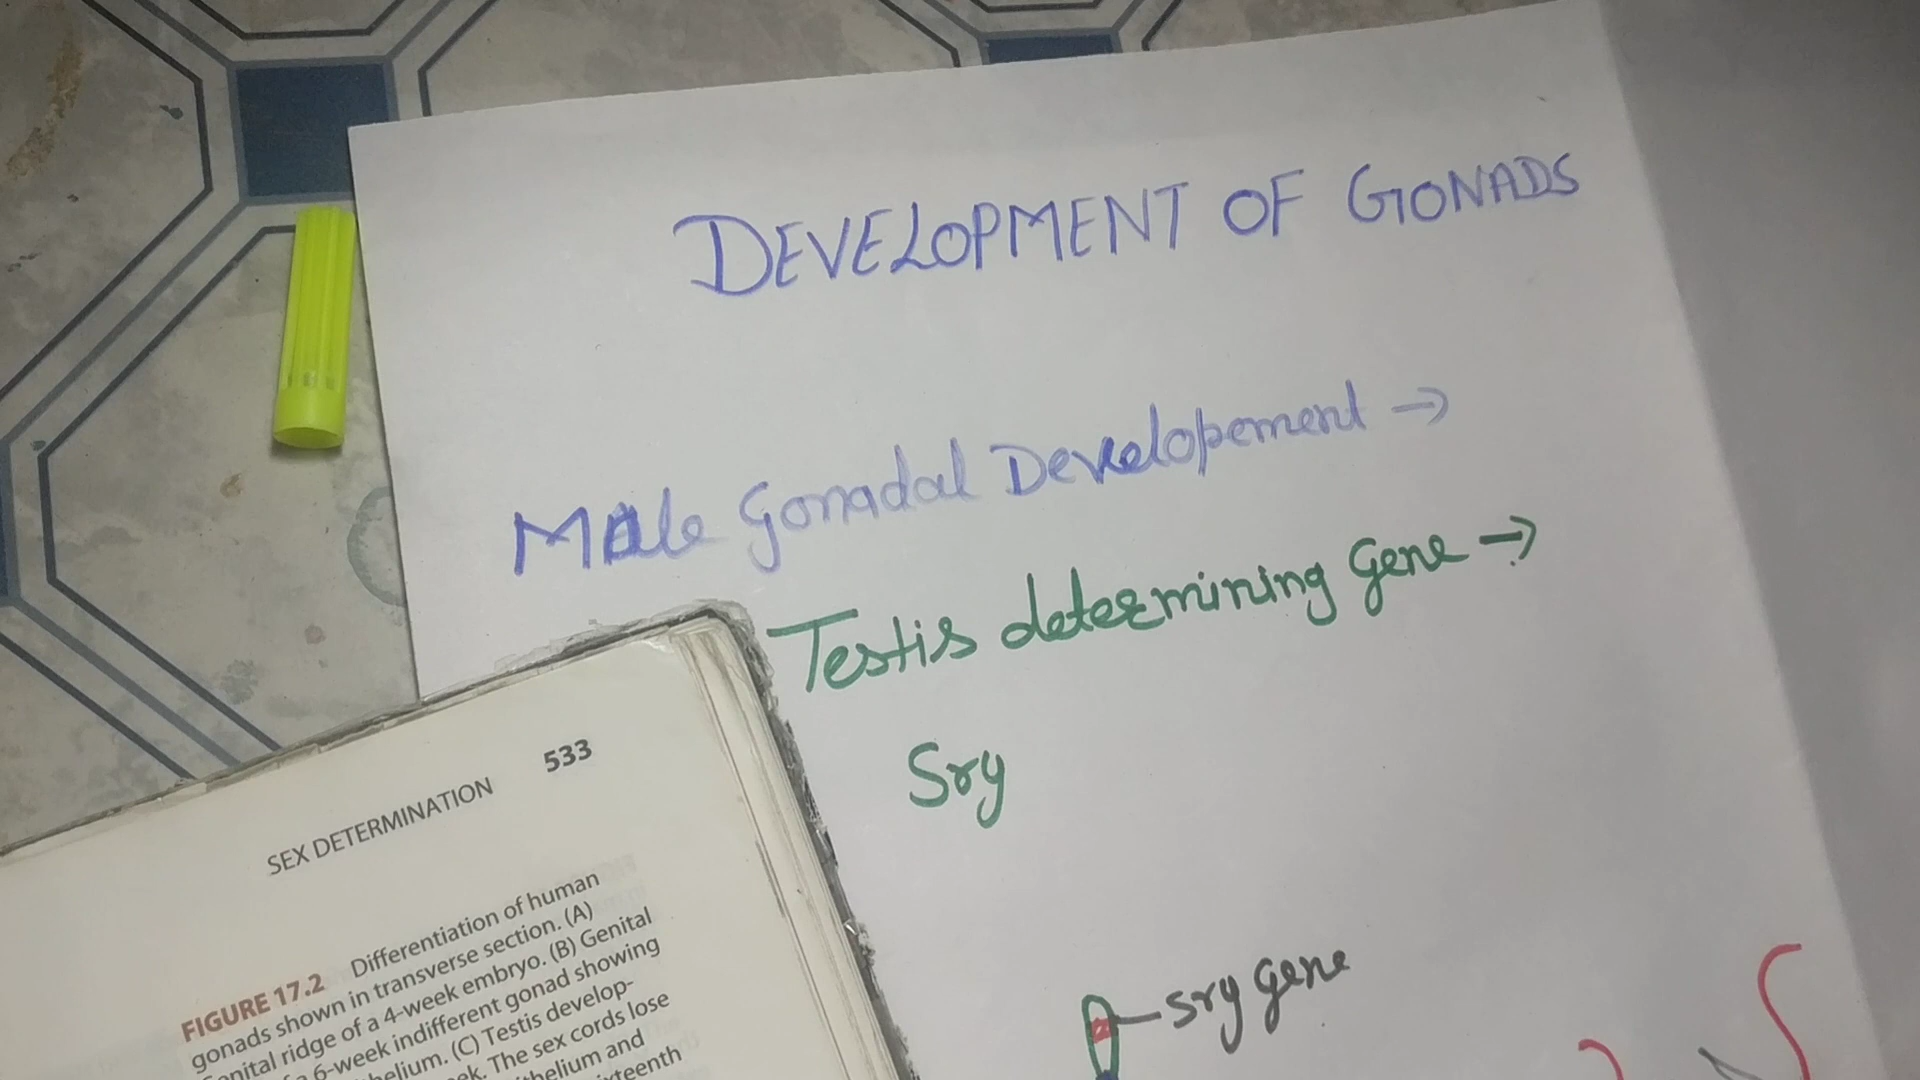 DEVELOPMENT OF GONADS
Male Gonadal Developement →
Testis determining Gene →
Sry
sry gene
533
SEX DETERMINATION
FIGURE 17.2 Differentiation of human
gonads shown in transverse section. (A)
Genital ridge of a 4-week embryo. (B) Genital
6-week indifferent gonad showing
(C) Testis develop-
The sex cords lose
and